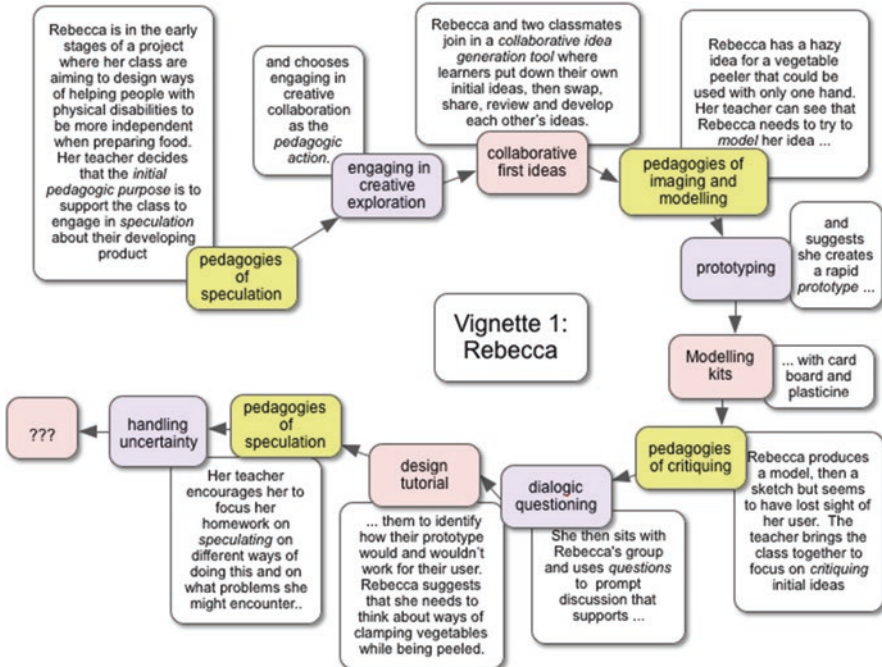 Rebecca is in the early
stages of a project
where her class are
aiming to design ways
of helping people with
physical disabilities to
be more independent
when preparing food.
Her teacher decides
that the initial
pedagogic purpose is to
support the class to
engage in speculation
about their developing
product
pedagogies
of
speculation
and chooses
engaging in
creative
collaboration
as the
pedagogic
action.
engaging in
creative
exploration
Rebecca and two classmates
join in a collaborative idea
generation tool where
learners put down their own
initial ideas, then swap,
share, review and develop
each other's ideas.
collaborative
first ideas
Rebecca has a hazy
idea for a vegetable
peeler that could be
used with only one hand.
Her teacher can see that
Rebecca needs to try to
model her idea ...
pedagogies of
imaging and
modelling
prototyping
and
suggests
she creates
a rapid
prototype ...
Vignette 1:
Rebecca
Modelling
kits
... with card
board and
plasticine
pedagogies
of critiquing
Rebecca produces
a model, then a
sketch but seems
to have lost sight of
her user. The
teacher brings the
class together to
focus on critiquing
initial ideas
dialogic
questioning
She then sits with
Rebecca's group
and uses questions
to prompt
discussion that
supports ...
design
tutorial
... them to identify
how their prototype
would and wouldn't
work for their user.
Rebecca suggests
that she needs to
think about ways of
clamping vegetables
while being peeled.
pedagogies
of
speculation
handling
uncertainty
Her teacher
encourages her to
focus her
homework on
speculating on
different ways of
doing this and on
what problems she
might encounter..
???